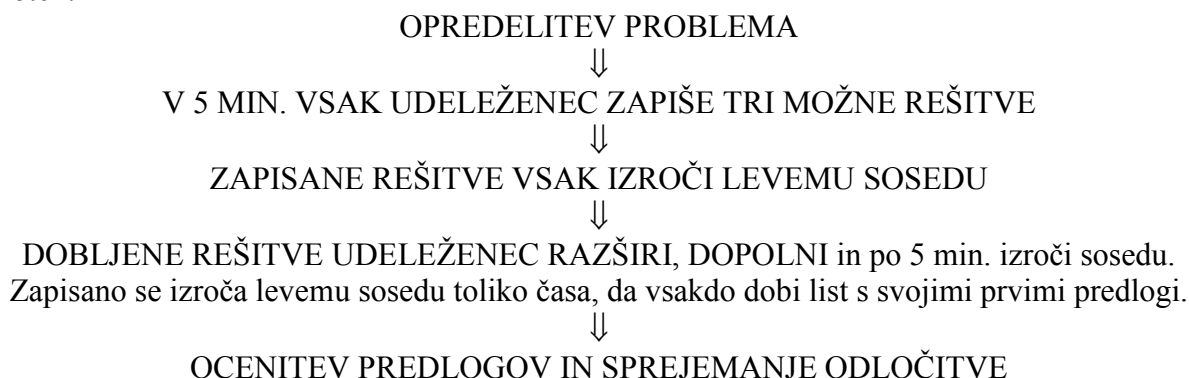 OPREDELITEV PROBLEMA
⇓
V 5 MIN. VSAK UDELEŽENEC ZAPIŠE TRI MOŽNE REŠITVE
⇓
ZAPISANE REŠITVE VSAK IZROČI LEVEMU SOSEDU
⇓
DOBLJENE REŠITVE UDELEŽENEC RAZŠIRI, DOPOLNI in po 5 min. izroči sosedu.
Zapisano se izroča levemu sosedu toliko časa, da vsakdo dobi list s svojimi prvimi predlogi.
⇓
OCENITEV PREDLOGOV IN SPREJEMANJE ODLOČITVE